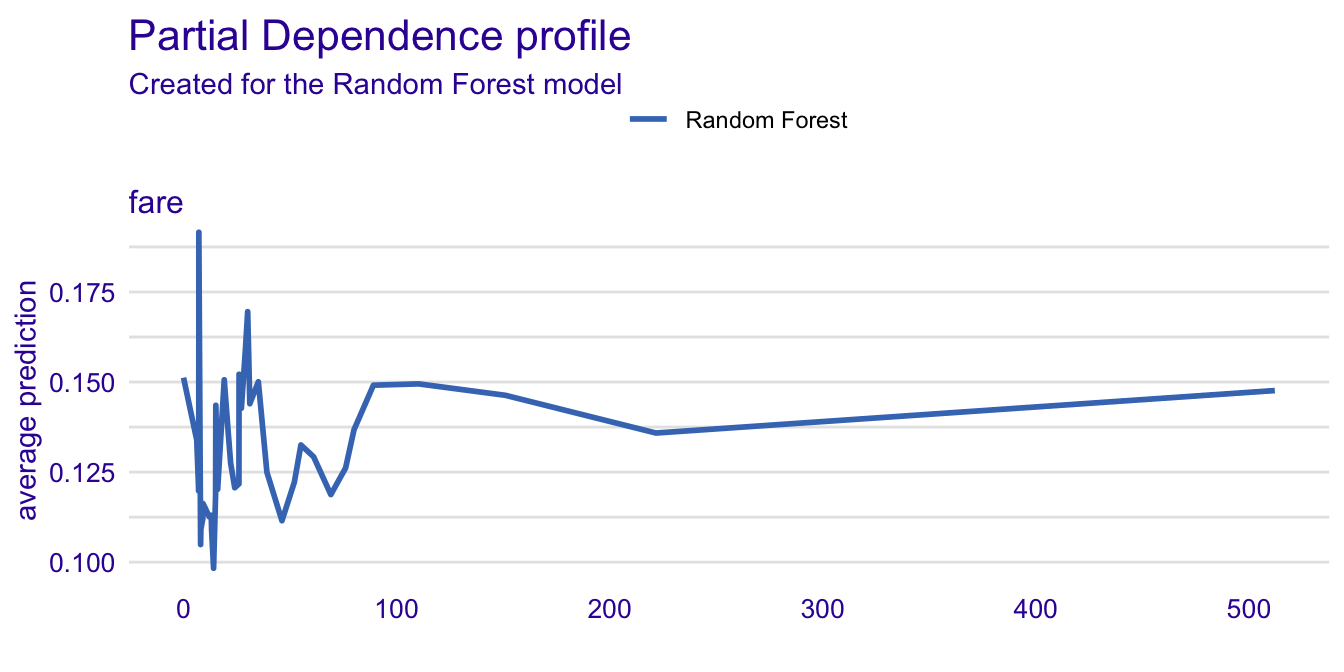 Partial Dependence profile
Created for the Random Forest model
Random Forest
fare
average prediction
0.175
0.150
0.125
0.100
0 100 200 300 400 500